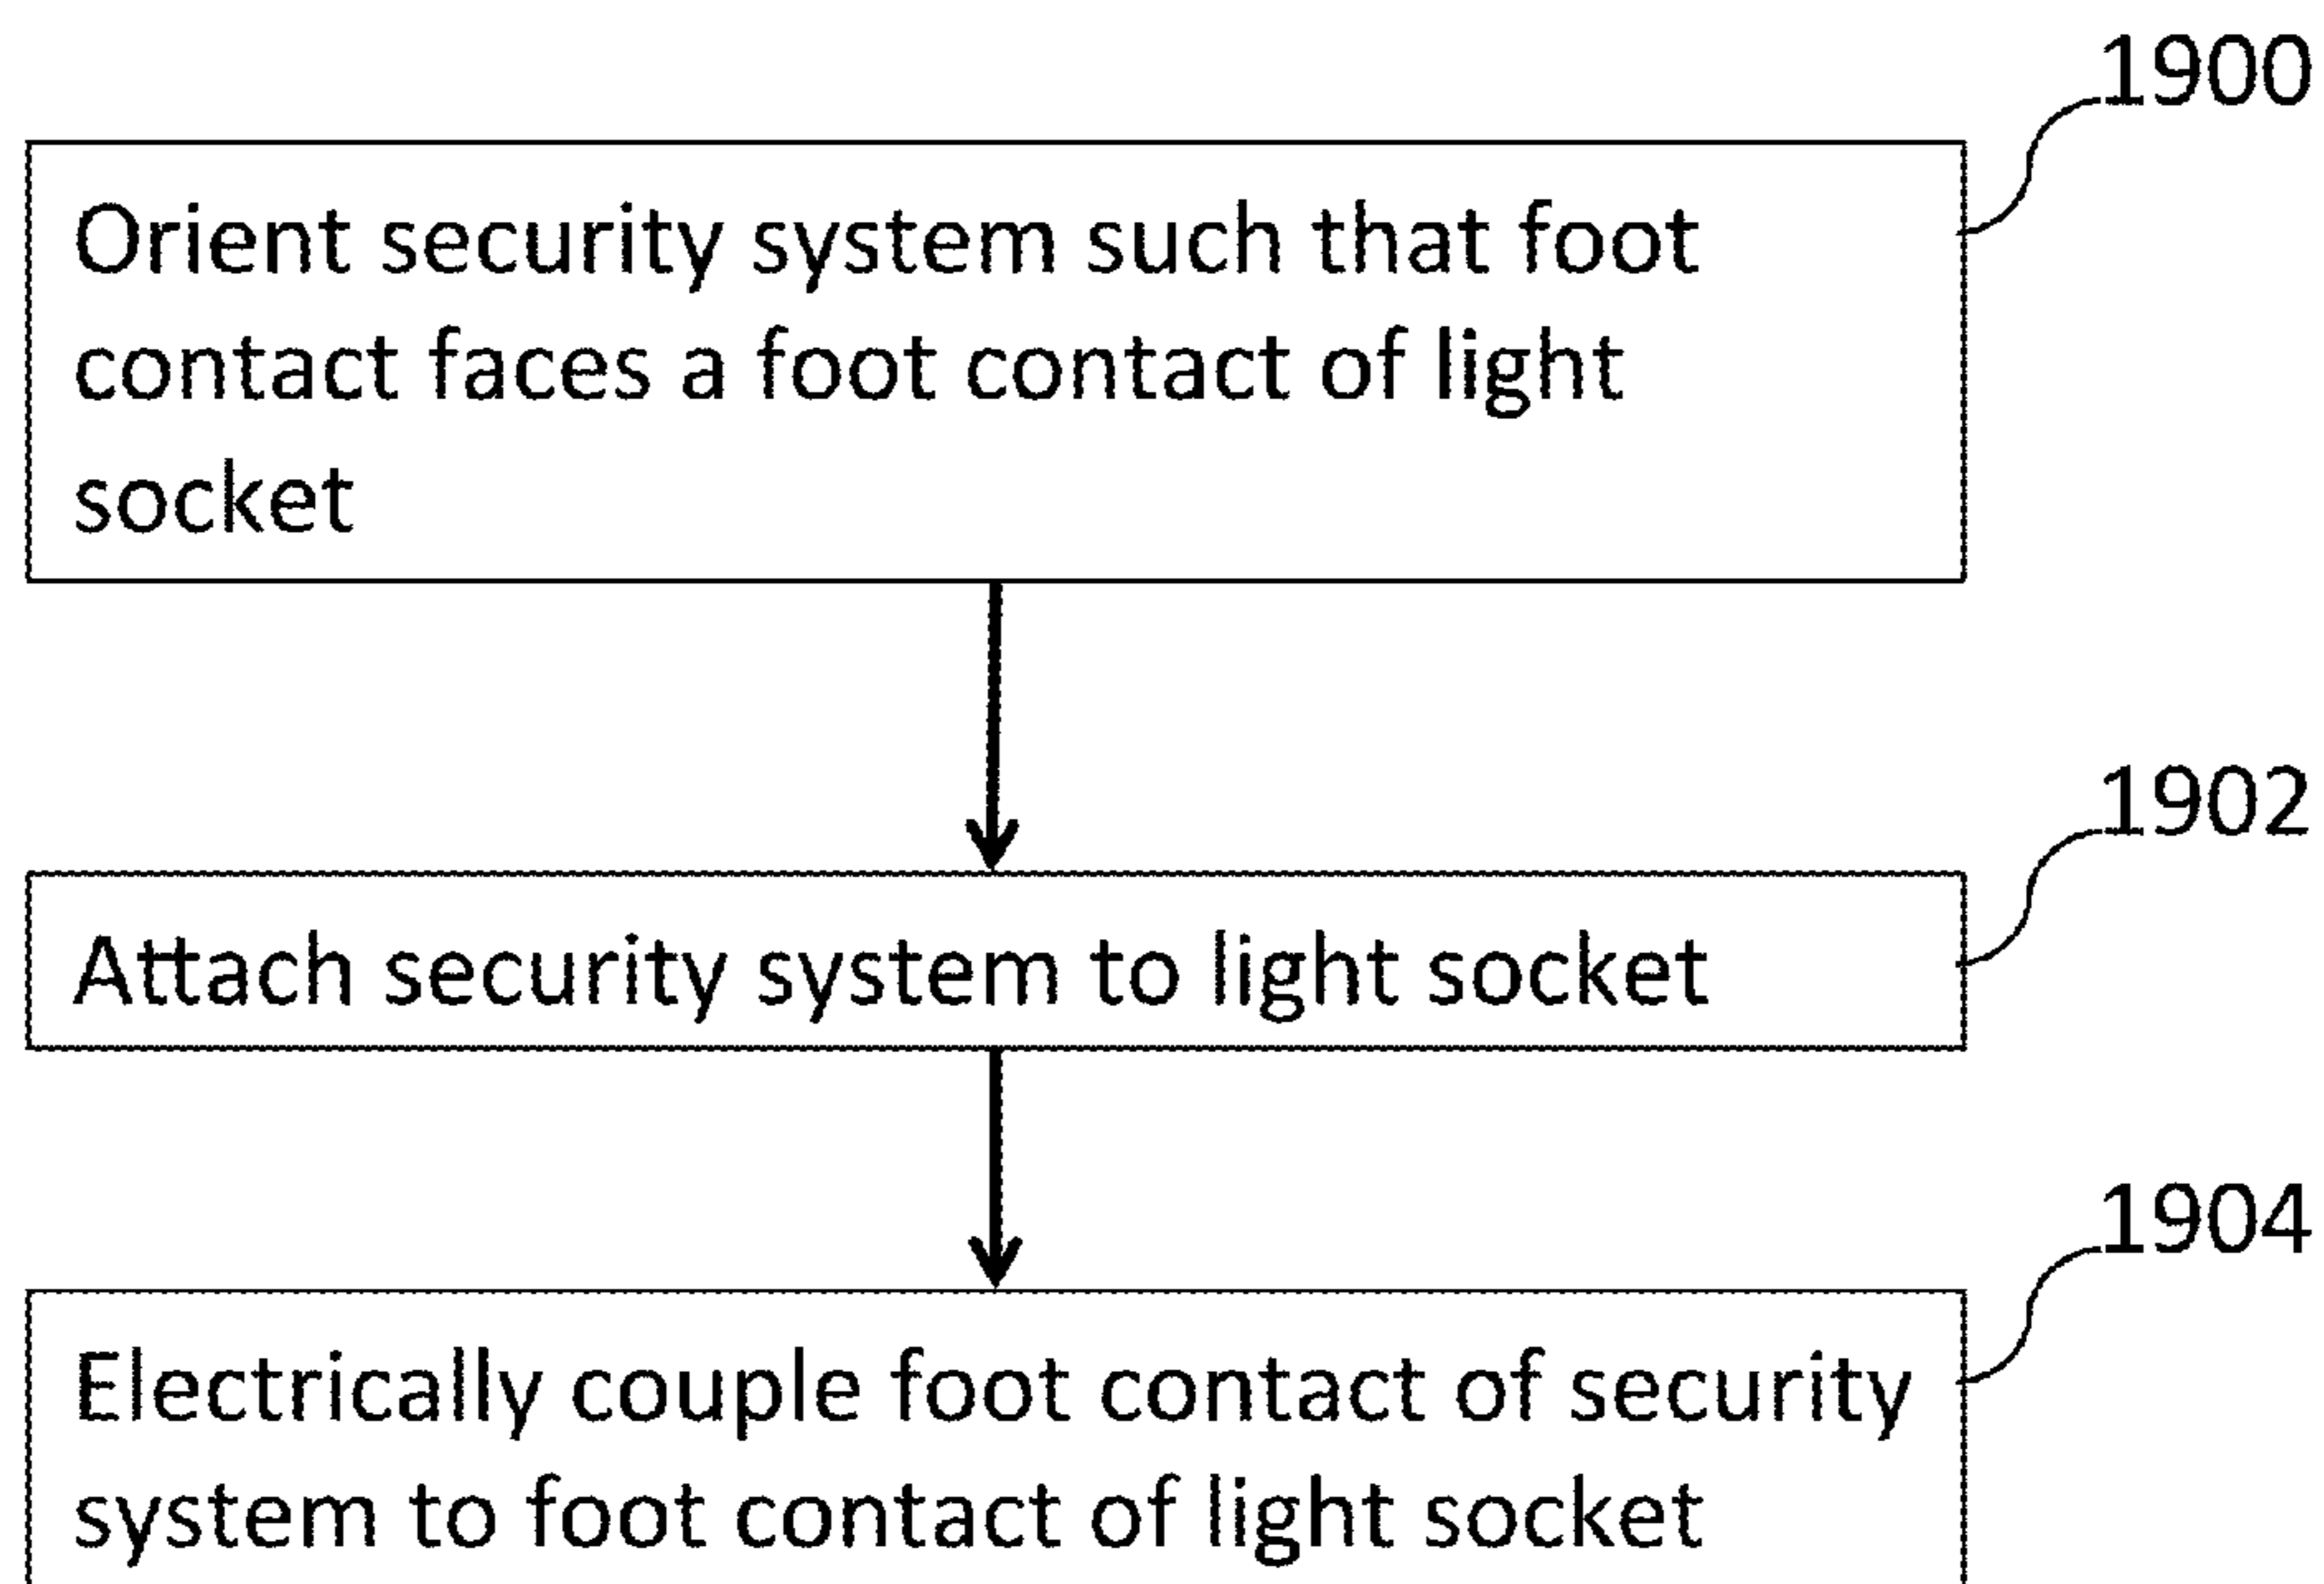 1900
Orient security system such that foot
contact faces a foot contact of light
socket
1902
Attach security system to light socket
1904
Electrically couple foot contact of security
system to foot contact of light socket